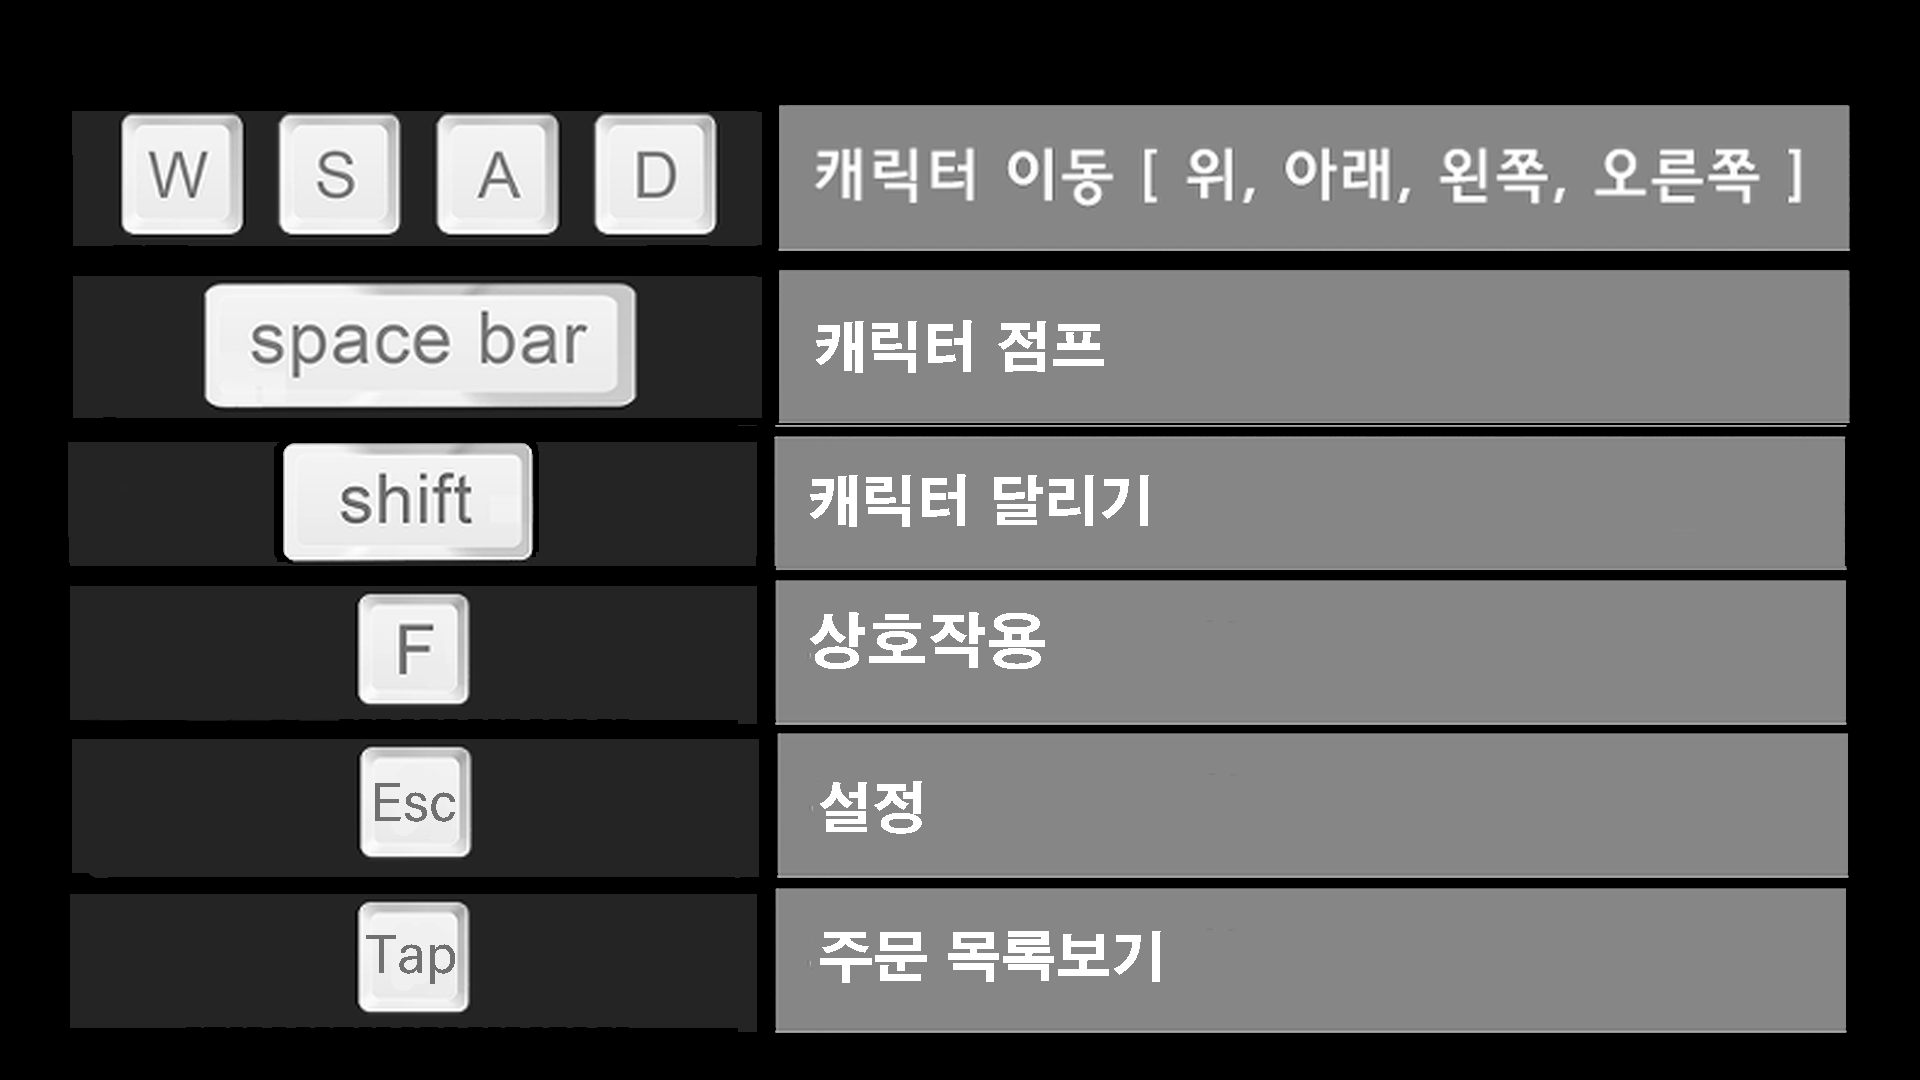 W S A D 캐릭터 이동 [ 위, 아래, 왼쪽, 오른쪽 ]
space bar 캐릭터 점프
shift 캐릭터 달리기
F 상호작용
Esc 설정
Tap 주문 목록보기